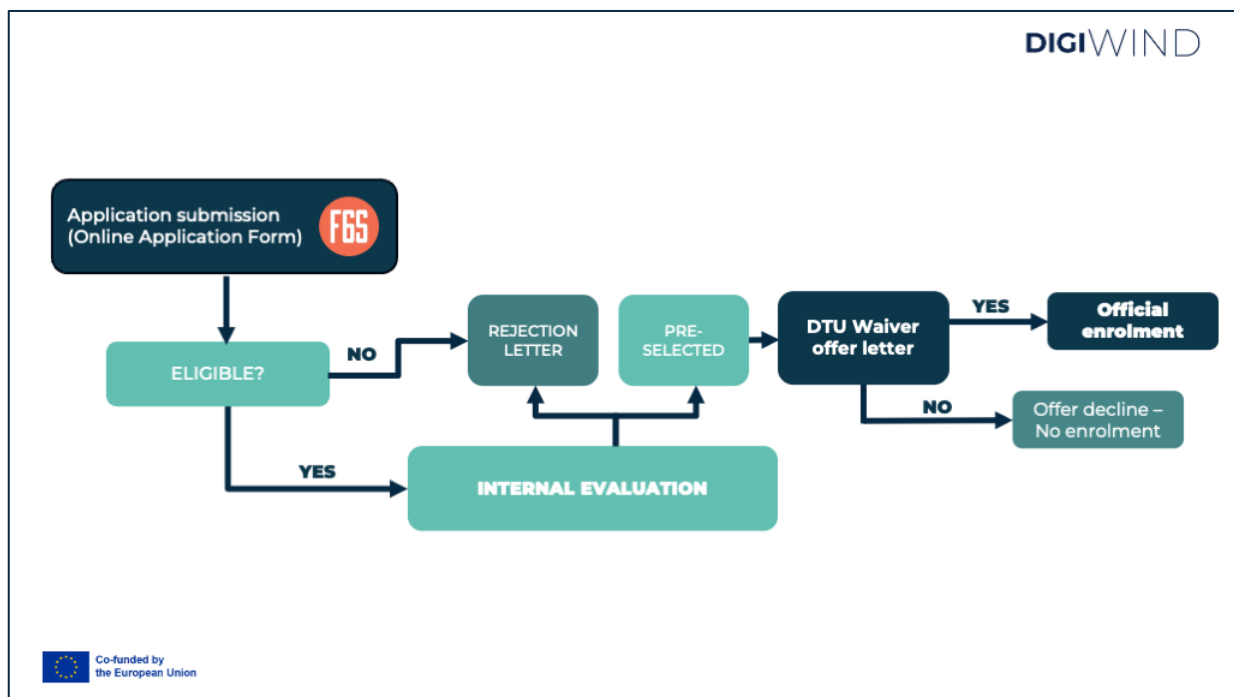 DIGIWIND
Application submission
(Online Application Form)
F6S
ELIGIBLE?
NO
REJECTION
LETTER
PRE-
SELECTED
DTU Waiver
offer letter
YES
Official
enrolment
NO
Offer decline –
No enrolment
YES
INTERNAL EVALUATION
Co-funded by
the European Union